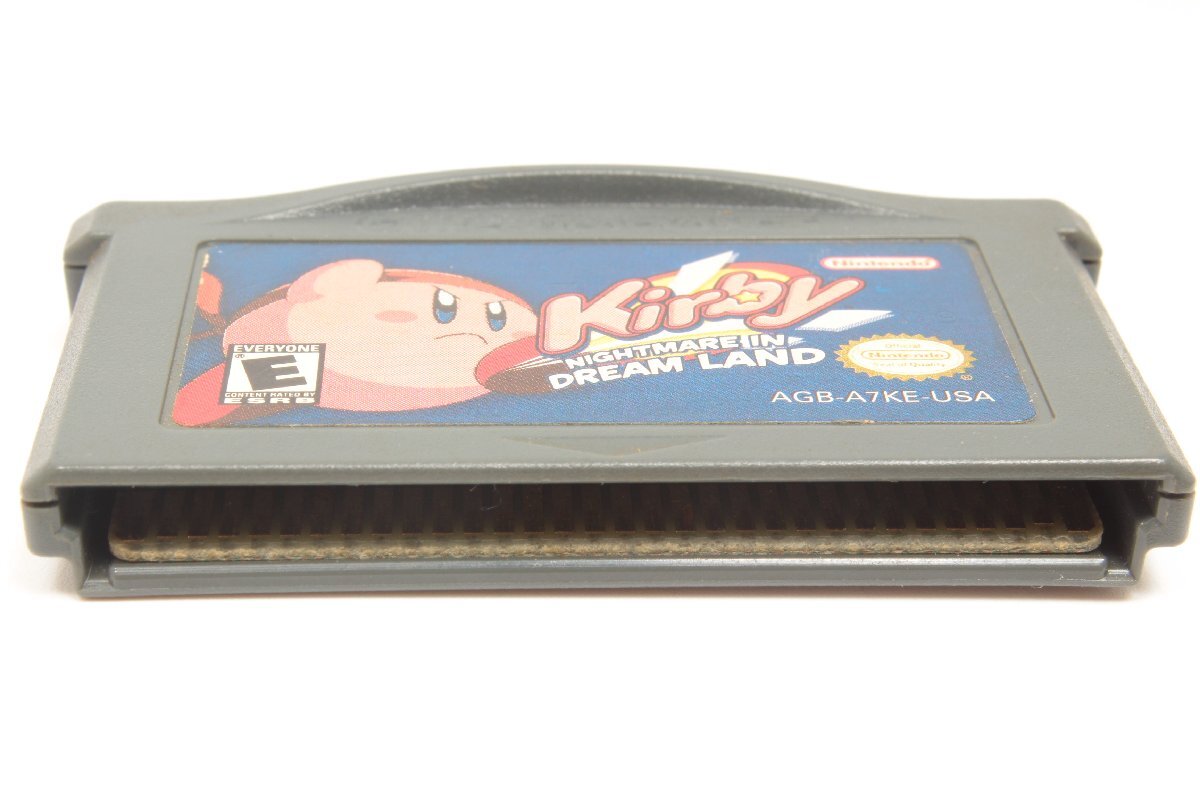 Nintendo
Kirby
NIGHTMARE IN
DREAM LAND
EVERYONE
E
CONTENT RATED BY
ESRB
Official
Nintendo
Seal of Quality
AGB-A7KE-USA